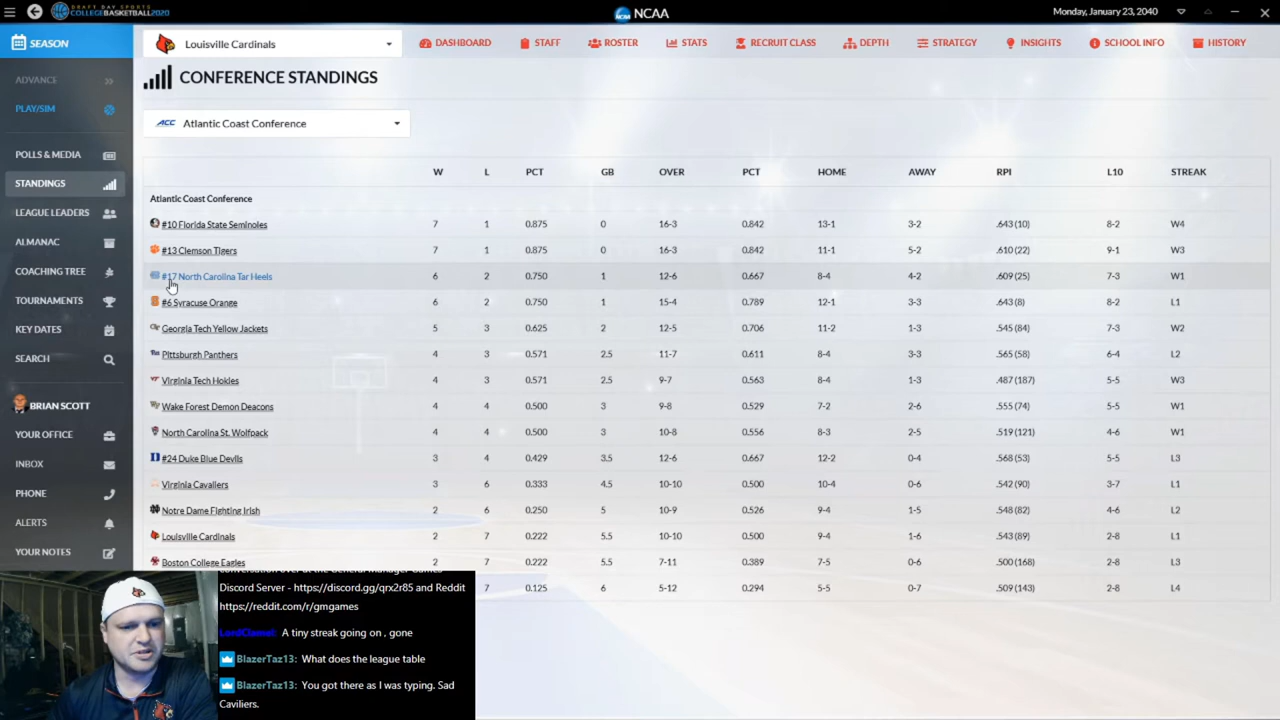 DRAFT DAY SPORTS
COLLEGE BASKETBALL 2020
NCAA
Monday, January 23, 2040
SEASON
Louisville Cardinals
DASHBOARD STAFF ROSTER STATS RECRUIT CLASS DEPTH STRATEGY INSIGHTS SCHOOL INFO HISTORY
ADVANCE
PLAY/SIM
POLLS & MEDIA
STANDINGS
LEAGUE LEADERS
ALMANAC
COACHING TREE
TOURNAMENTS
KEY DATES
SEARCH
BRIAN SCOTT
YOUR OFFICE
INBOX
PHONE
ALERTS
YOUR NOTES
CONFERENCE STANDINGS
ACC Atlantic Coast Conference
W L PCT GB OVER PCT HOME AWAY RPI L10 STREAK
Atlantic Coast Conference
#10 Florida State Seminoles 7 1 0.875 0 16-3 0.842 13-1 3-2 .643 (10) 8-2 W4
#13 Clemson Tigers 7 1 0.875 0 16-3 0.842 11-1 5-2 .610 (22) 9-1 W3
#17 North Carolina Tar Heels 6 2 0.750 1 12-6 0.667 8-4 4-2 .609 (25) 7-3 W1
#6 Syracuse Orange 6 2 0.750 1 15-4 0.789 12-1 3-3 .643 (8) 8-2 L1
Georgia Tech Yellow Jackets 5 3 0.625 2 12-5 0.706 11-2 1-3 .545 (84) 7-3 W2
Pittsburgh Panthers 4 3 0.571 2.5 11-7 0.611 8-4 3-3 .565 (58) 6-4 L2
Virginia Tech Hokies 4 3 0.571 2.5 9-7 0.563 8-4 1-3 .487 (187) 5-5 W3
Wake Forest Demon Deacons 4 4 0.500 3 9-8 0.529 7-2 2-6 .555 (74) 5-5 W1
North Carolina St. Wolfpack 4 4 0.500 3 10-8 0.556 8-3 2-5 .519 (121) 4-6 W1
#24 Duke Blue Devils 3 4 0.429 3.5 12-6 0.667 12-2 0-4 .568 (53) 5-5 L3
Virginia Cavaliers 3 6 0.333 4.5 10-10 0.500 10-4 0-6 .542 (90) 3-7 L1
Notre Dame Fighting Irish 2 6 0.250 5 10-9 0.526 9-4 1-5 .548 (82) 4-6 L2
Louisville Cardinals 2 7 0.222 5.5 10-10 0.500 9-4 1-6 .543 (89) 2-8 L1
Boston College Eagles 2 7 0.222 5.5 7-11 0.389 7-5 0-6 .500 (168) 2-8 L3
7 0.125 6 5-12 0.294 5-5 0-7 .509 (143) 2-8 L4
Discord Server - https://discord.gg/qrx2r85 and Reddit
https://reddit.com/r/gmgames
A tiny streak going on , gone
BlazerTaz13: What does the league table
BlazerTaz13: You got there as I was typing. Sad
Caviliers.